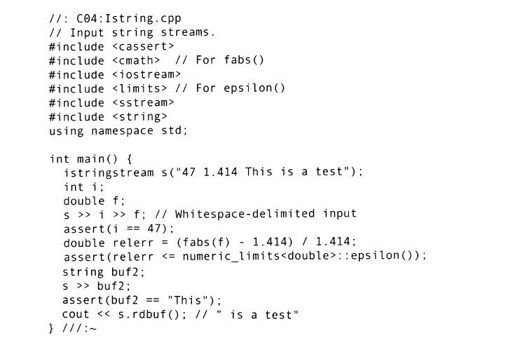 //: C04:Istring.cpp
// Input string streams.
#include <cassert>
#include <cmath>  // For fabs()
#include <iostream>
#include <limits> // For epsilon()
#include <sstream>
#include <string>
using namespace std;

int main() {
  istringstream s("47 1.414 This is a test");
  int i;
  double f;
  s >> i >> f; // Whitespace-delimited input
  assert(i == 47);
  double relerr = (fabs(f) - 1.414) / 1.414;
  assert(relerr <= numeric_limits<double>::epsilon());
  string buf2;
  s >> buf2;
  assert(buf2 == "This");
  cout << s.rdbuf(); // " is a test"
} ///:~